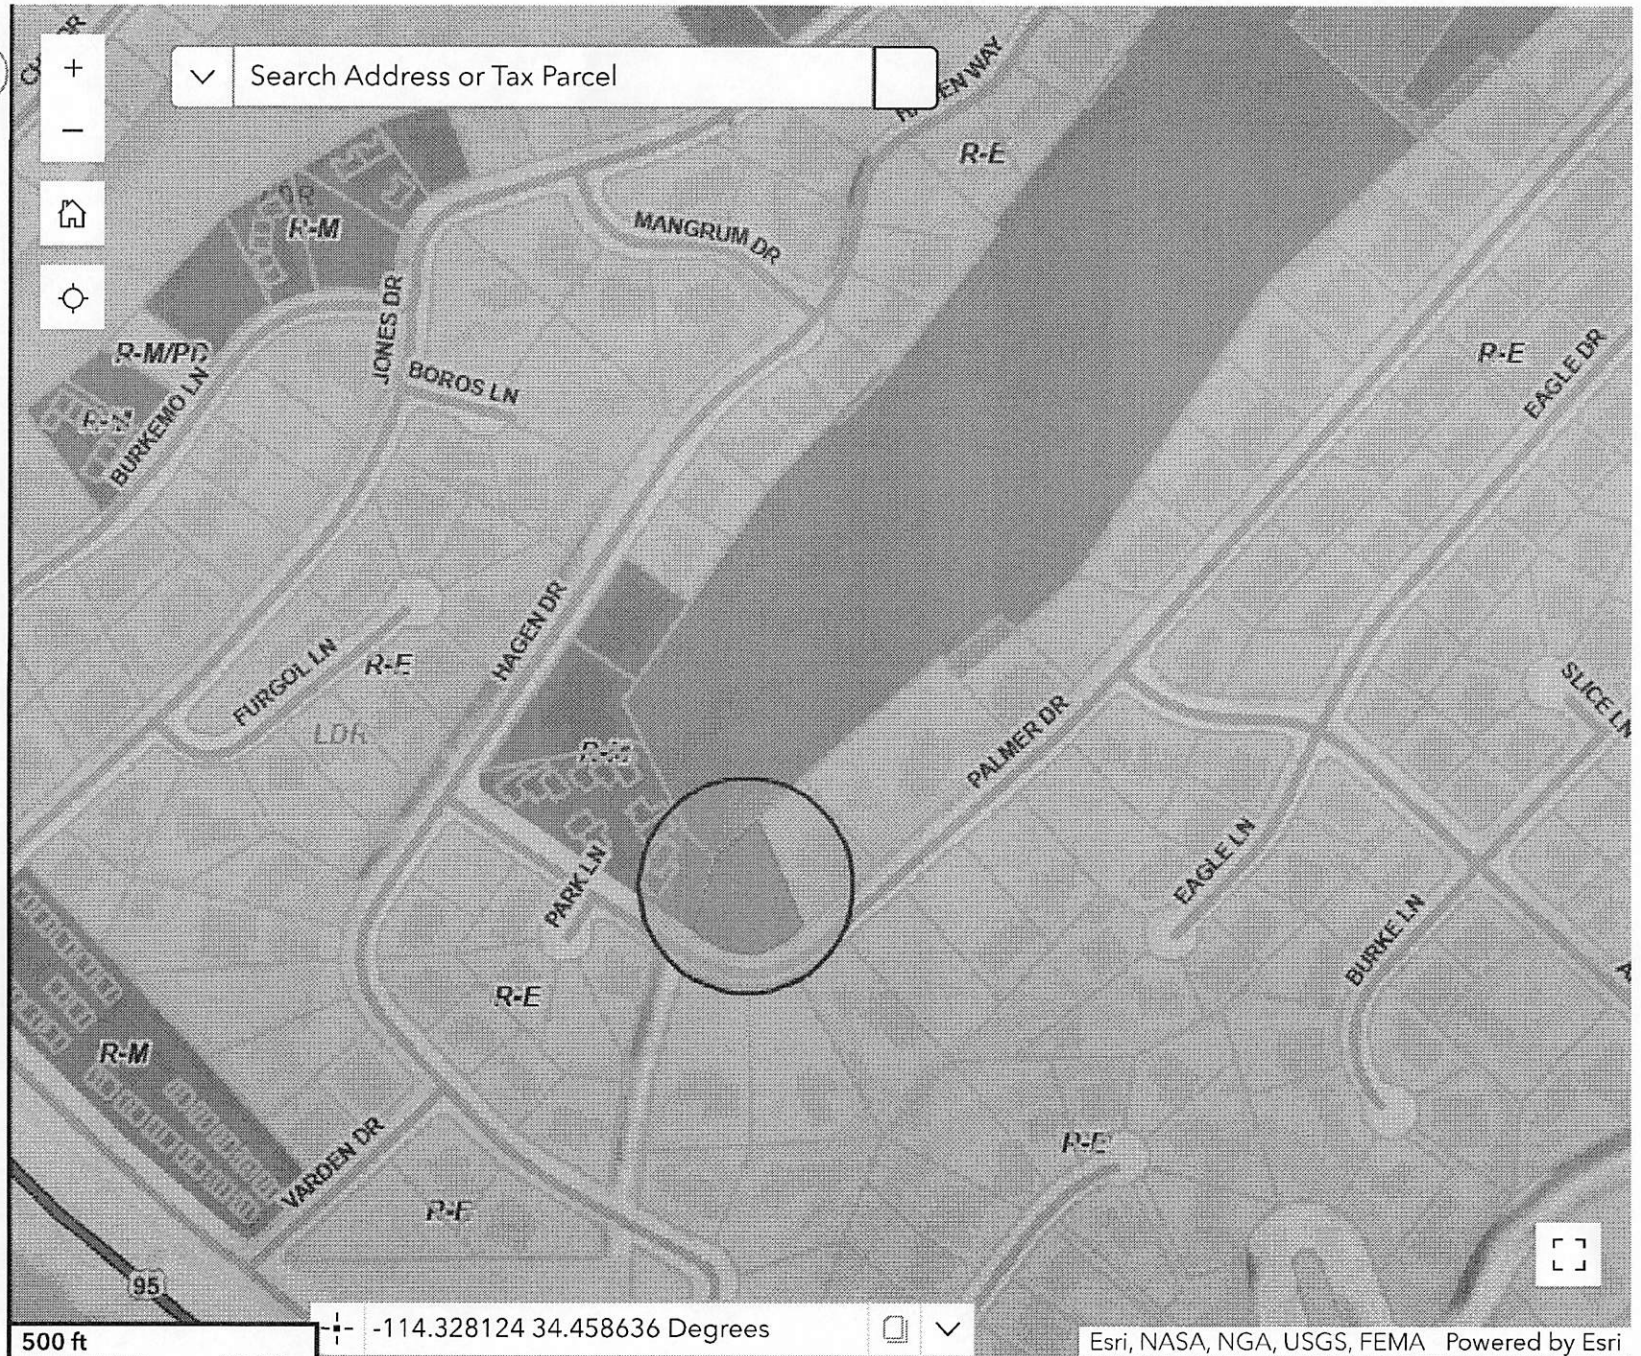 Search Address or Tax Parcel
R-E
R-M
MANGRUM DR
JONES DR
R-M/PD
BOROS LN
BURKEMO LN
R-E
EAGLE DR
HAGEN DR
FURGOL LN
R-E
LDR
SLICE LN
R-M
PALMER DR
PARK LN
EAGLE LN
BURKE LN
R-E
R-M
VARDEN DR
R-E
R-E
95
500 ft
-114.328124 34.458636 Degrees
Esri, NASA, NGA, USGS, FEMA Powered by Esri